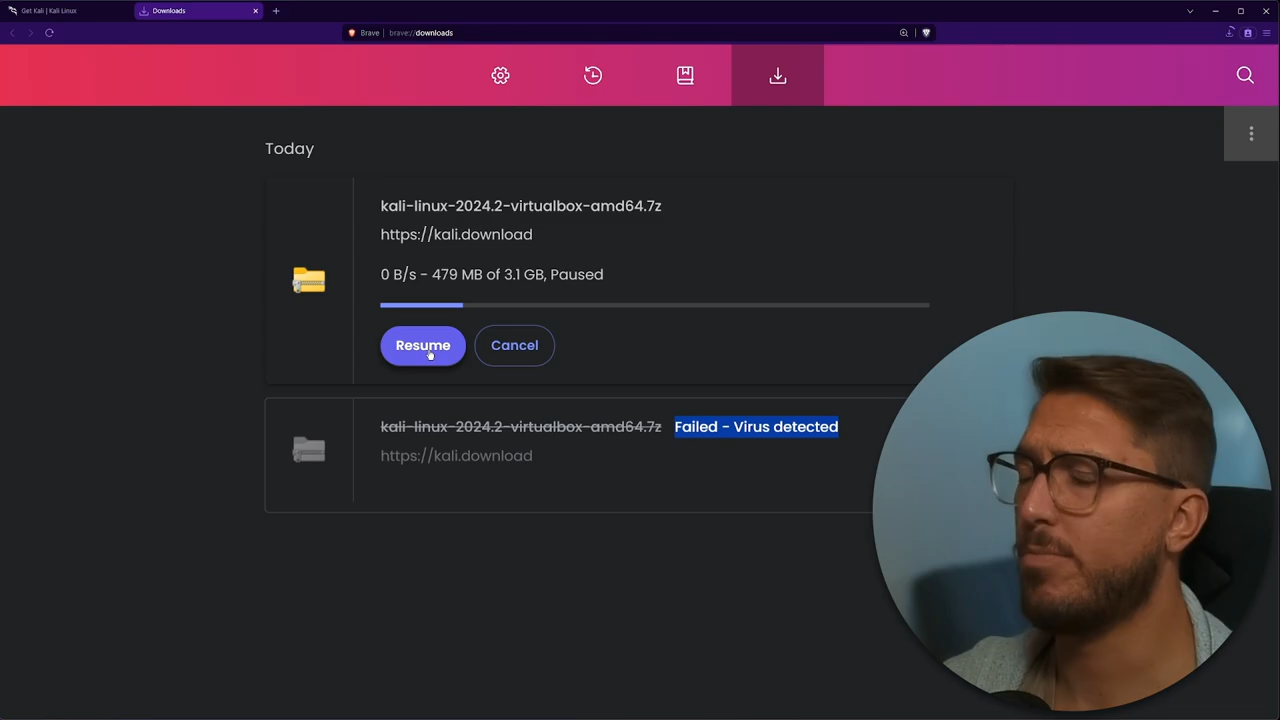 Get Kali | Kali Linux
Downloads
Brave
brave://downloads
Today
kali-linux-2024.2-virtualbox-amd64.7z
https://kali.download
0 B/s - 479 MB of 3.1 GB, Paused
Resume
Cancel
kali-linux-2024.2-virtualbox-amd64.7z Failed - Virus detected
https://kali.download